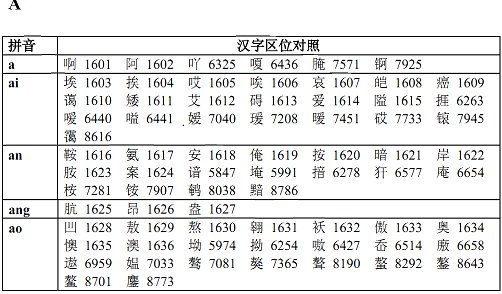 A
拼音 汉字区位对照
a 啊 1601 阿 1602 吖 6325 嗄 6436 腌 7571 锕 7925
ai 埃 1603 挨 1604 哎 1605 唉 1606 哀 1607 皑 1608 癌 1609
蔼 1610 矮 1611 艾 1612 碍 1613 爱 1614 隘 1615 捱 6263
嗳 6440 嗌 6441 嫒 7040 瑷 7208 暧 7451 砹 7733 锿 7945
霭 8616
an 鞍 1616 氨 1617 安 1618 俺 1619 按 1620 暗 1621 岸 1622
胺 1623 案 1624 谙 5847 埯 5991 揞 6278 犴 6577 庵 6654
桉 7281 铵 7907 鹌 8038 黯 8786
ang 肮 1625 昂 1626 盎 1627
ao 凹 1628 敖 1629 熬 1630 翱 1631 袄 1632 傲 1633 奥 1634
懊 1635 澳 1636 坳 5974 拗 6254 嗷 6427 岙 6514 廒 6658
遨 6959 媪 7033 骜 7081 獒 7365 聱 8190 螯 8292 鏊 8643
鳌 8701 鏖 8773